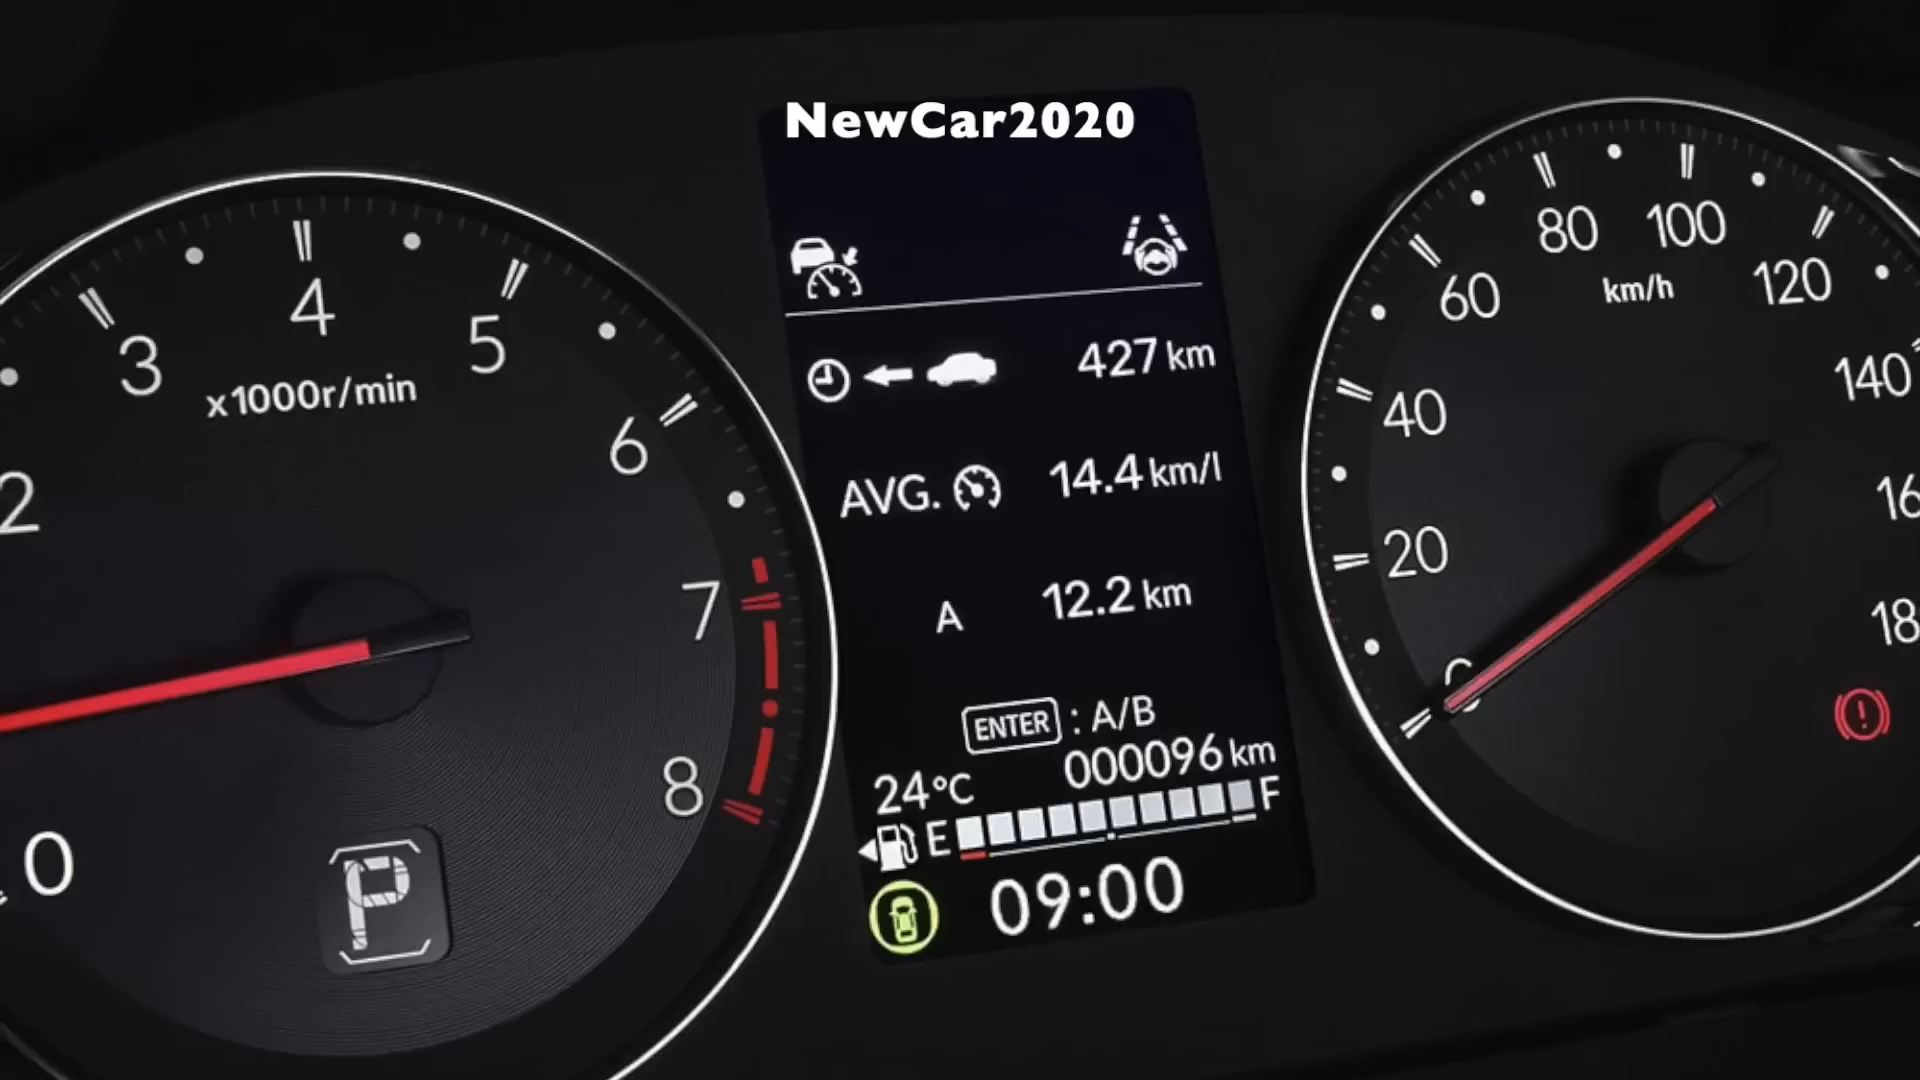 NewCar2020
0
2
3
4
5
6
7
8
x1000r/min
P
427 km
AVG. 14.4 km/l
A 12.2 km
ENTER : A/B
24°C 000096 km
E F
09:00
20
40
60
80
100
120
140
km/h